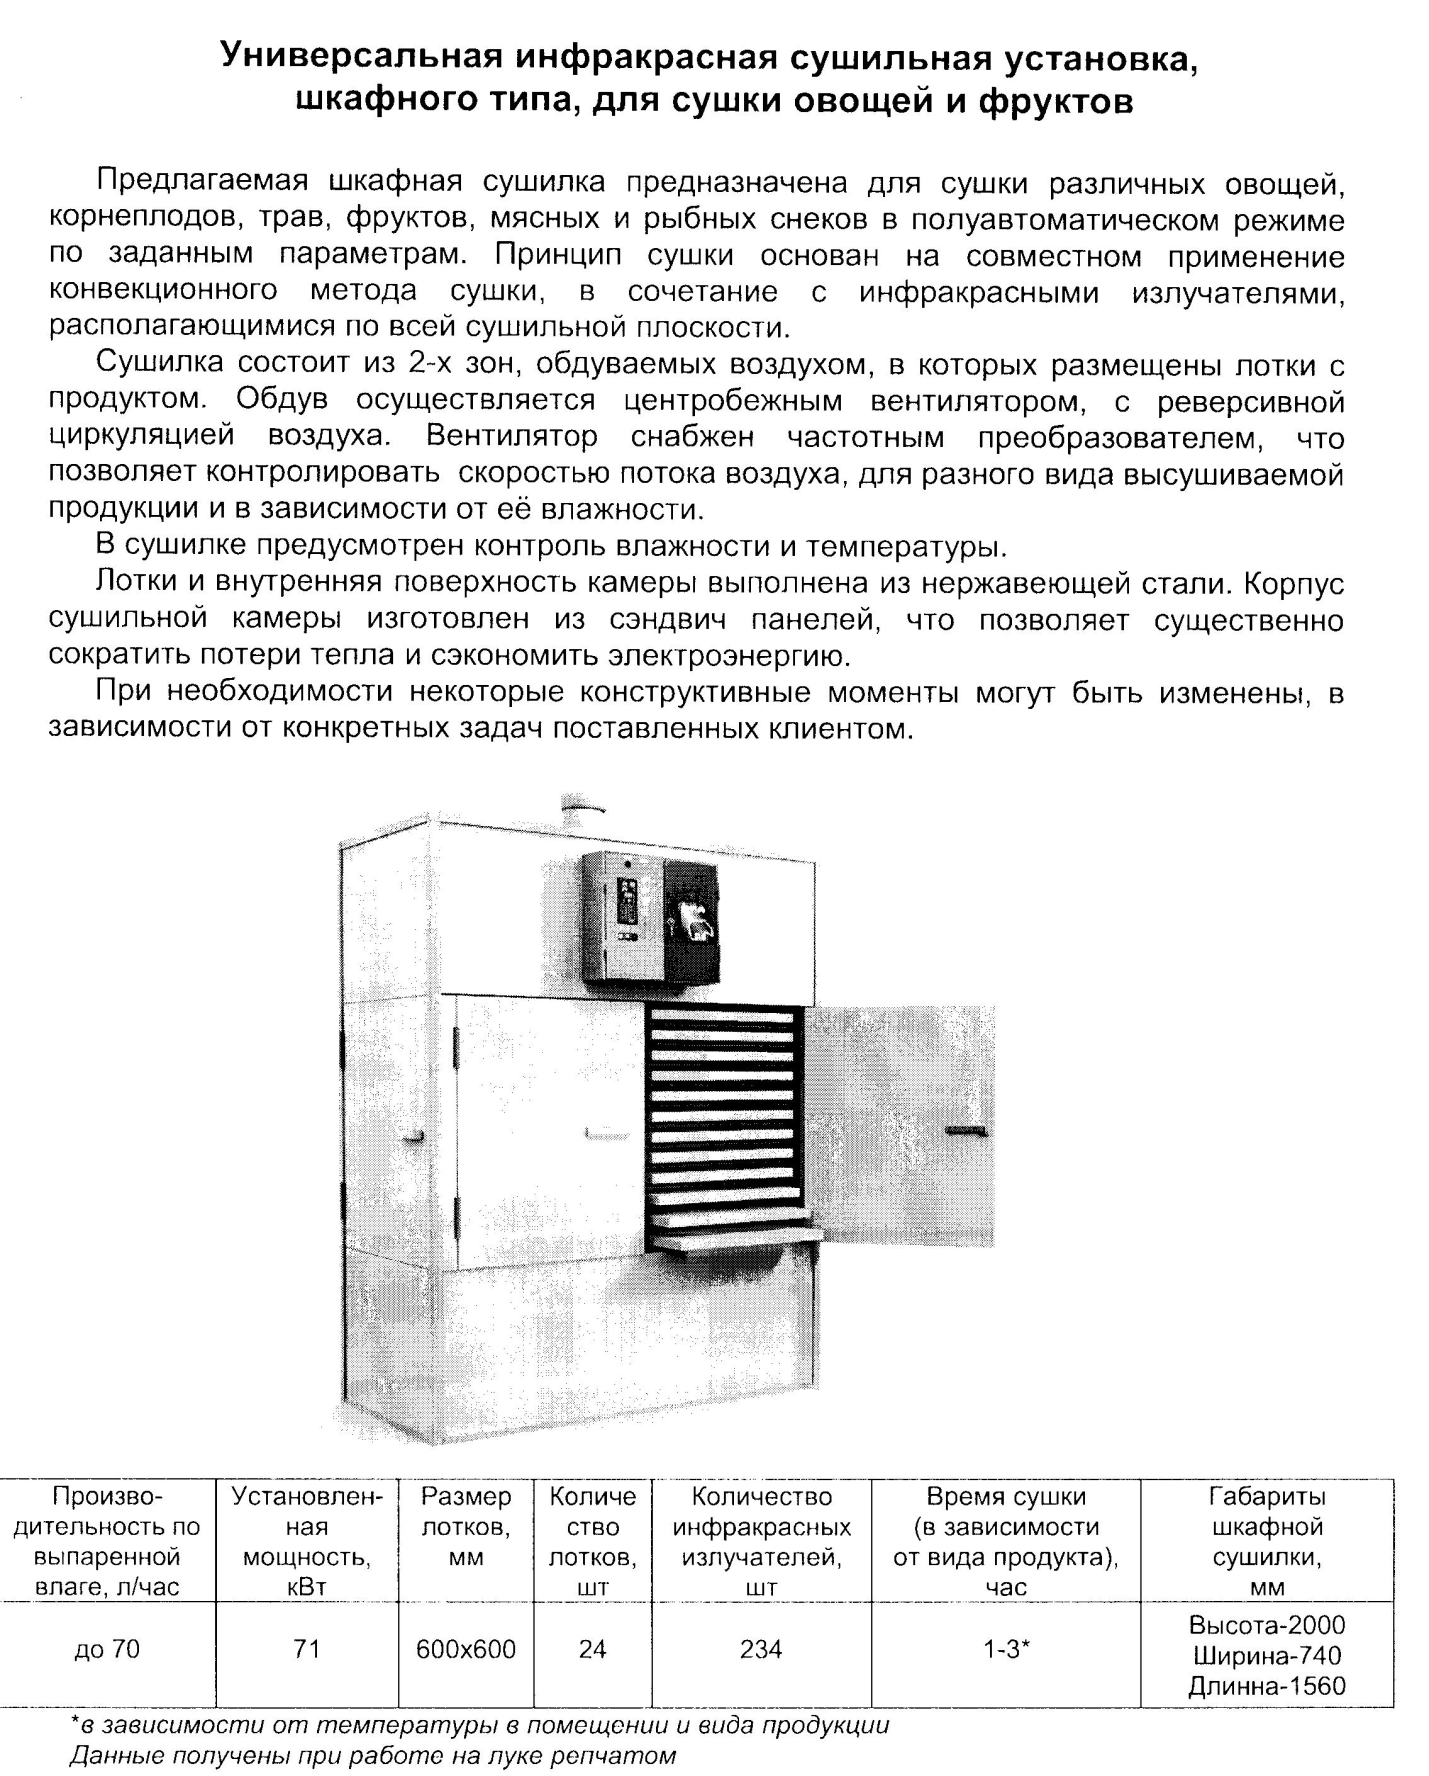 Универсальная инфракрасная сушильная установка,
шкафного типа, для сушки овощей и фруктов
Предлагаемая шкафная сушилка предназначена для сушки различных овощей,
корнеплодов, трав, фруктов, мясных и рыбных снеков в полуавтоматическом режиме
по заданным параметрам. Принцип сушки основан на совместном применение
конвекционного метода сушки, в сочетание с инфракрасными излучателями,
располагающимися по всей сушильной плоскости.
Сушилка состоит из 2-х зон, обдуваемых воздухом, в которых размещены лотки с
продуктом. Обдув осуществляется центробежным вентилятором, с реверсивной
циркуляцией воздуха. Вентилятор снабжен частотным преобразователем, что
позволяет контролировать скоростью потока воздуха, для разного вида высушиваемой
продукции и в зависимости от её влажности.
В сушилке предусмотрен контроль влажности и температуры.
Лотки и внутренняя поверхность камеры выполнена из нержавеющей стали. Корпус
сушильной камеры изготовлен из сэндвич панелей, что позволяет существенно
сократить потери тепла и сэкономить электроэнергию.
При необходимости некоторые конструктивные моменты могут быть изменены, в
зависимости от конкретных задач поставленных клиентом.
Произво-
дительность по
выпаренной
влаге, л/час
Установлен-
ная
мощность,
кВт
Размер
лотков,
мм
Количе
ство
лотков,
шт
Количество
инфракрасных
излучателей,
шт
Время сушки
(в зависимости
от вида продукта),
час
Габариты
шкафной
сушилки,
мм
до 70
71
600х600
24
234
1-3*
Высота-2000
Ширина-740
Длинна-1560
*в зависимости от температуры в помещении и вида продукции
Данные получены при работе на луке репчатом